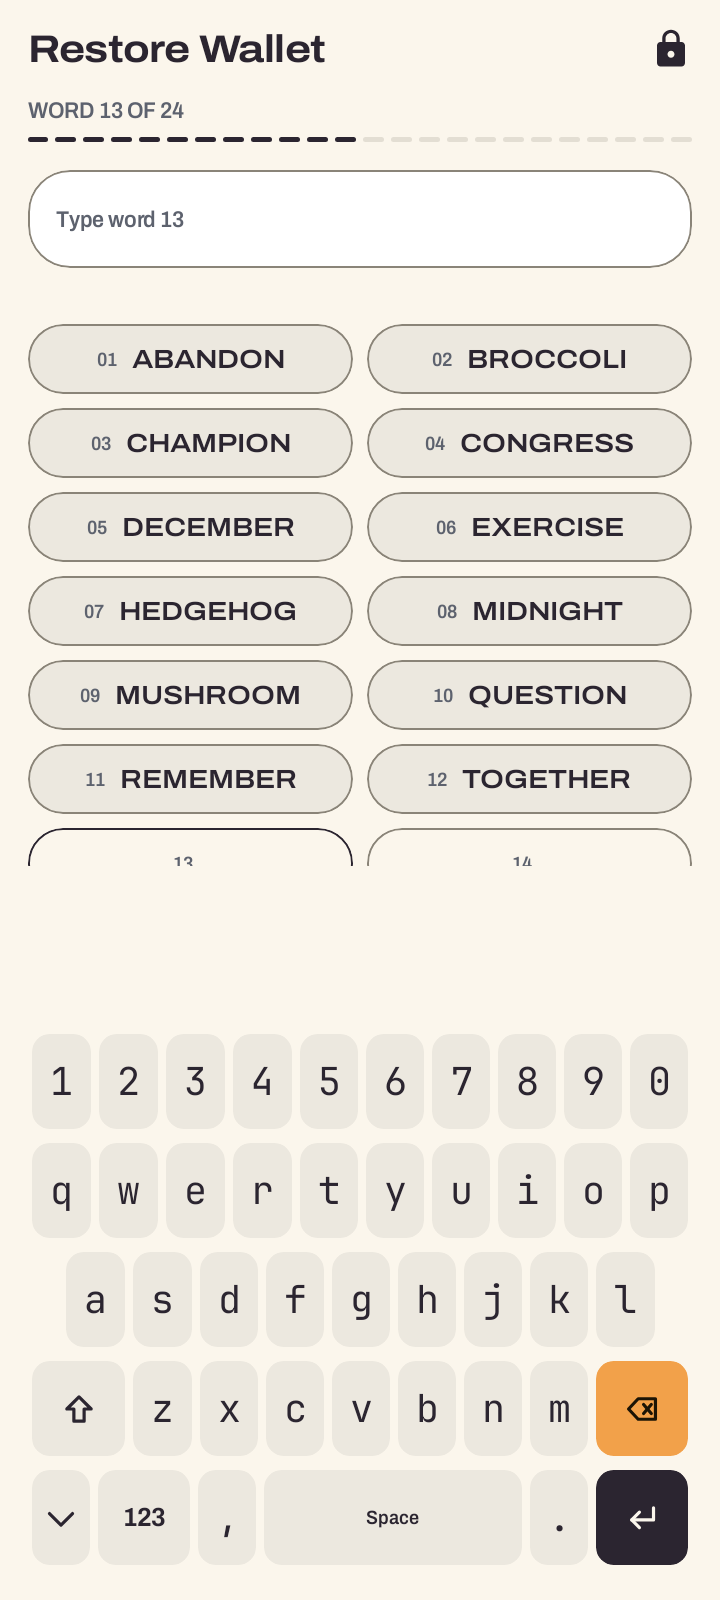 Restore Wallet
WORD 13 OF 24
Type word 13
01 ABANDON 02 BROCCOLI
03 CHAMPION 04 CONGRESS
05 DECEMBER 06 EXERCISE
07 HEDGEHOG 08 MIDNIGHT
09 MUSHROOM 10 QUESTION
11 REMEMBER 12 TOGETHER
13 14
1 2 3 4 5 6 7 8 9 0
q w e r t y u i o p
a s d f g h j k l
z x c v b n m
123 , Space .